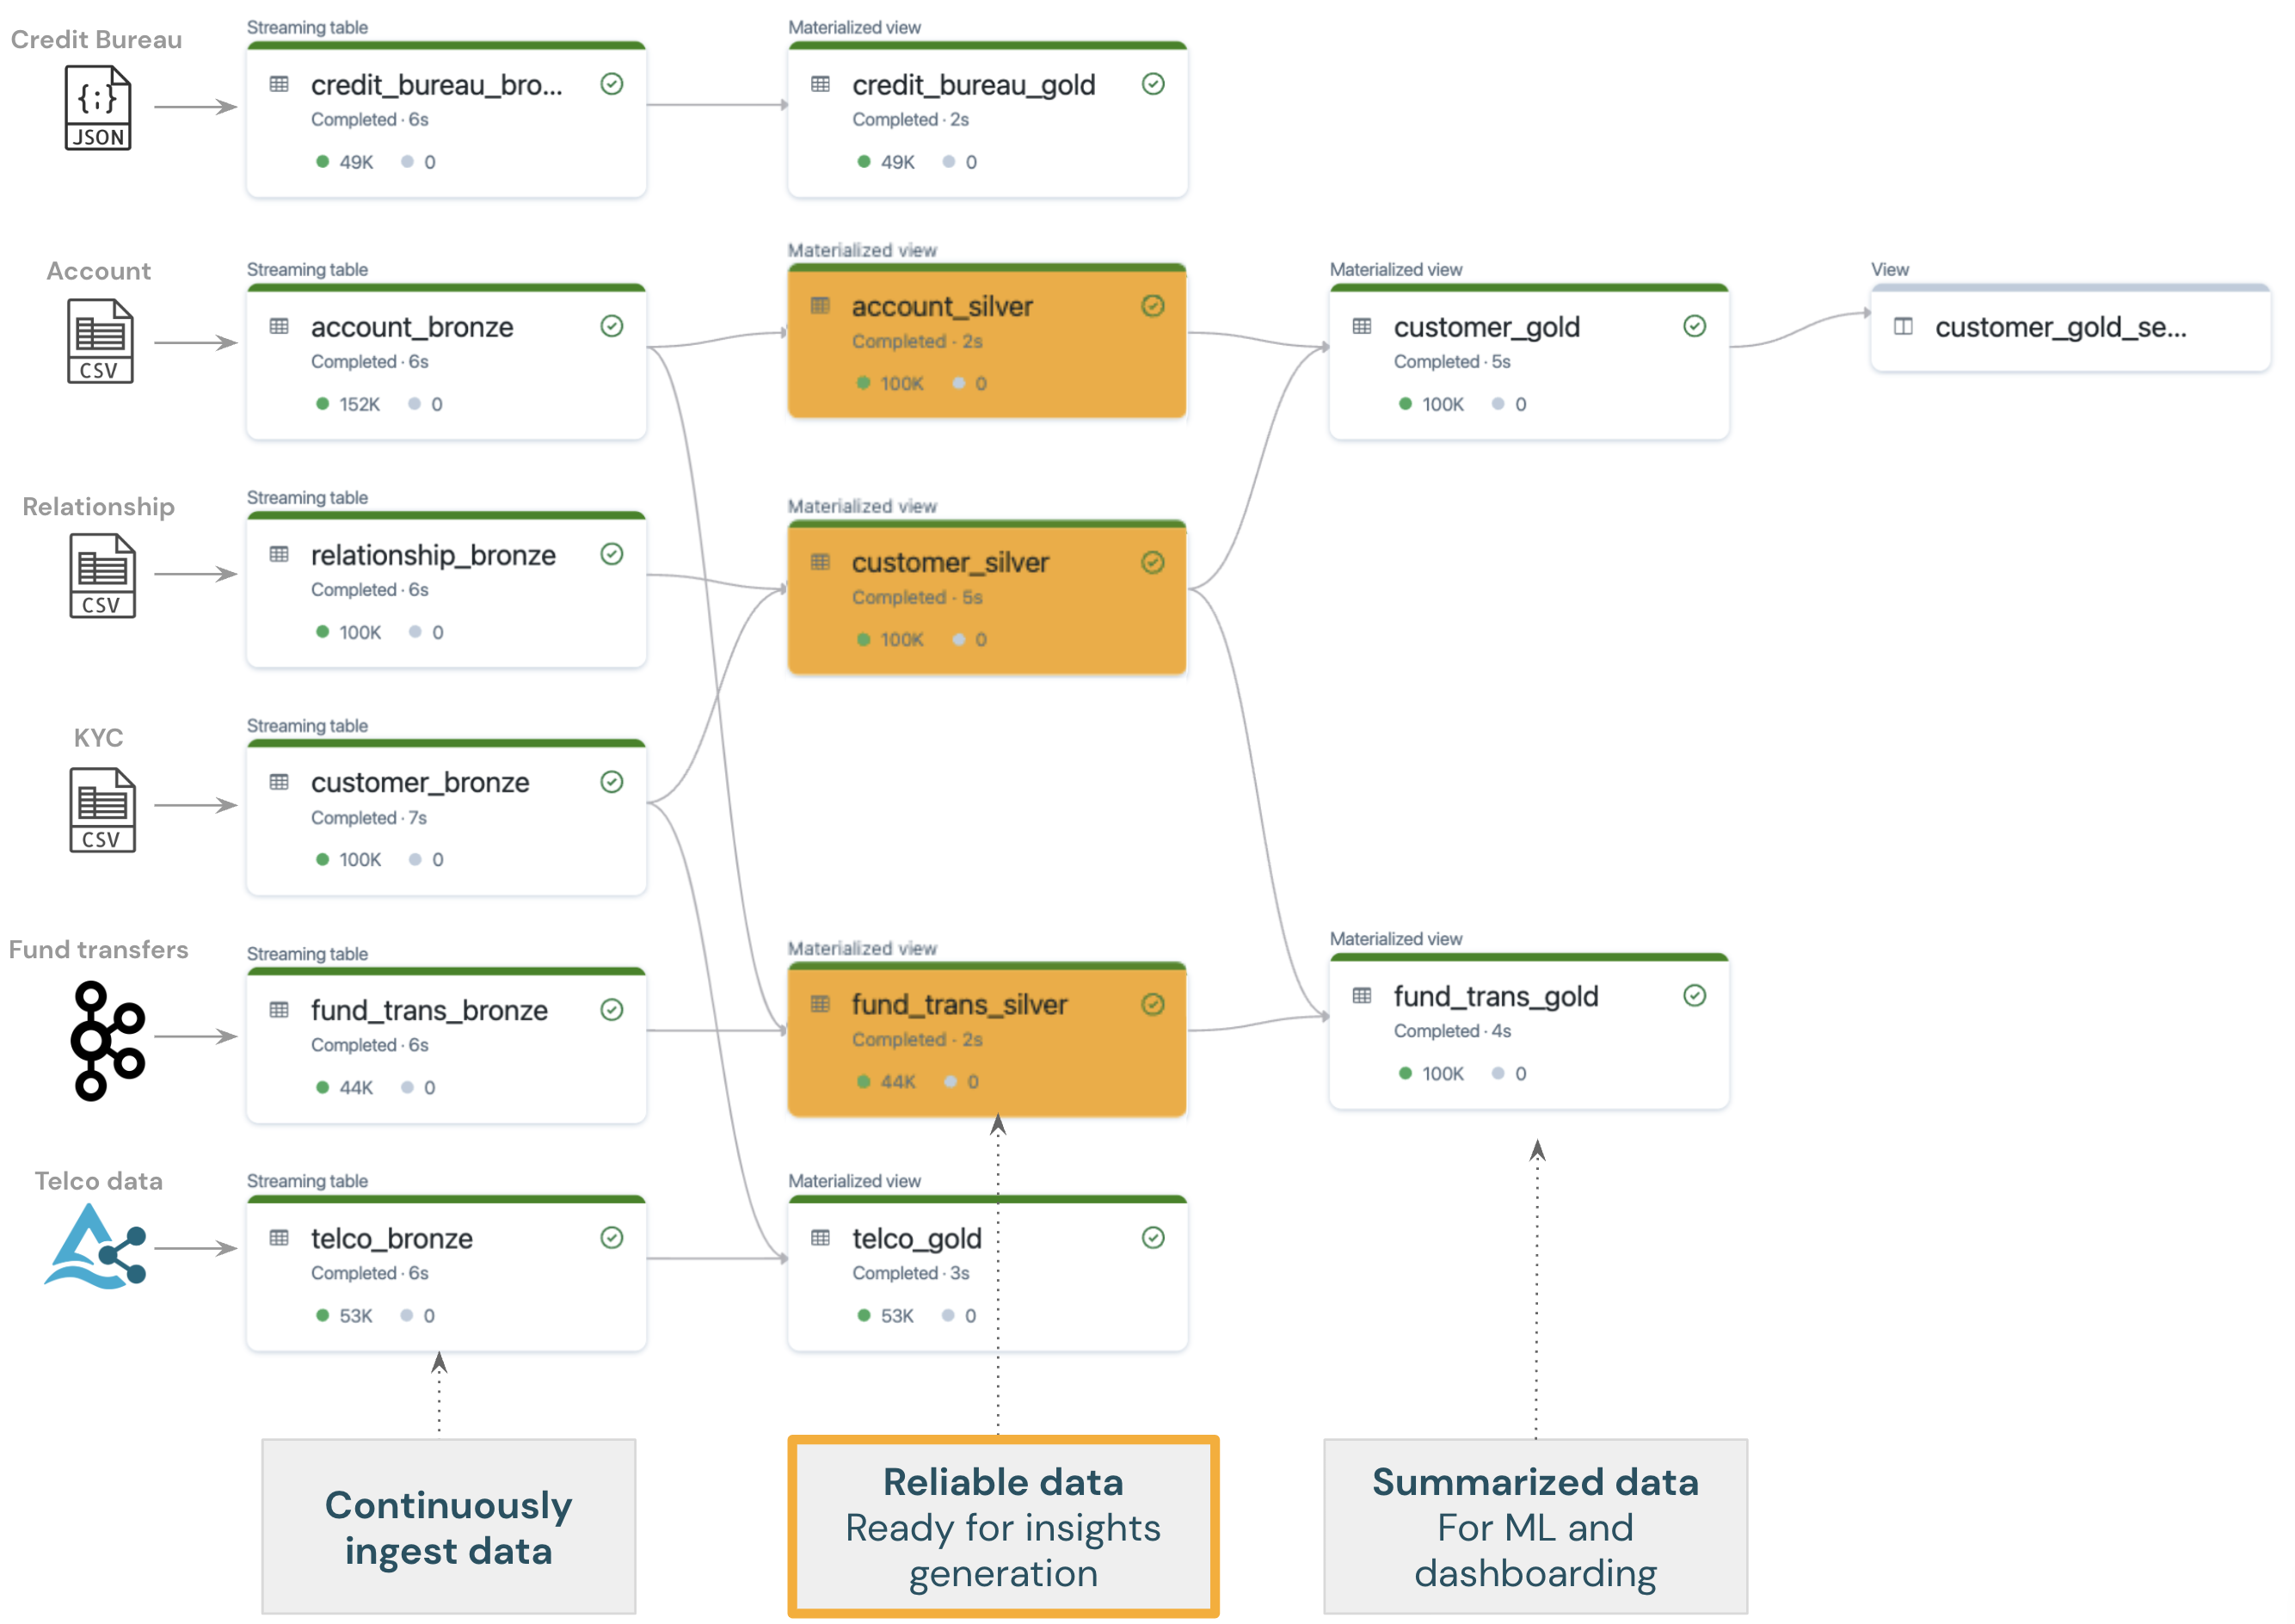 Credit Bureau
JSON
Streaming table
credit_bureau_bro...
Completed · 6s
49K 0
Materialized view
credit_bureau_gold
Completed · 2s
49K 0
Account
CSV
Streaming table
account_bronze
Completed · 6s
152K 0
Materialized view
account_silver
Completed · 2s
100K 0
Materialized view
customer_gold
Completed · 5s
100K 0
View
customer_gold_se...
Relationship
CSV
Streaming table
relationship_bronze
Completed · 6s
100K 0
Materialized view
customer_silver
Completed · 5s
100K 0
KYC
CSV
Streaming table
customer_bronze
Completed · 7s
100K 0
Fund transfers
Streaming table
fund_trans_bronze
Completed · 6s
44K 0
Materialized view
fund_trans_silver
Completed · 2s
44K 0
Materialized view
fund_trans_gold
Completed · 4s
100K 0
Telco data
Streaming table
telco_bronze
Completed · 6s
53K 0
Materialized view
telco_gold
Completed · 3s
53K 0
Continuously
ingest data
Reliable data
Ready for insights
generation
Summarized data
For ML and
dashboarding